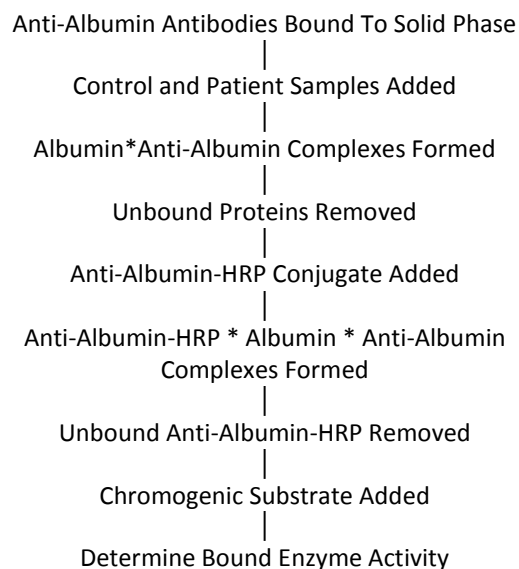 Anti-Albumin Antibodies Bound To Solid Phase
Control and Patient Samples Added
Albumin*Anti-Albumin Complexes Formed
Unbound Proteins Removed
Anti-Albumin-HRP Conjugate Added
Anti-Albumin-HRP * Albumin * Anti-Albumin
Complexes Formed
Unbound Anti-Albumin-HRP Removed
Chromogenic Substrate Added
Determine Bound Enzyme Activity